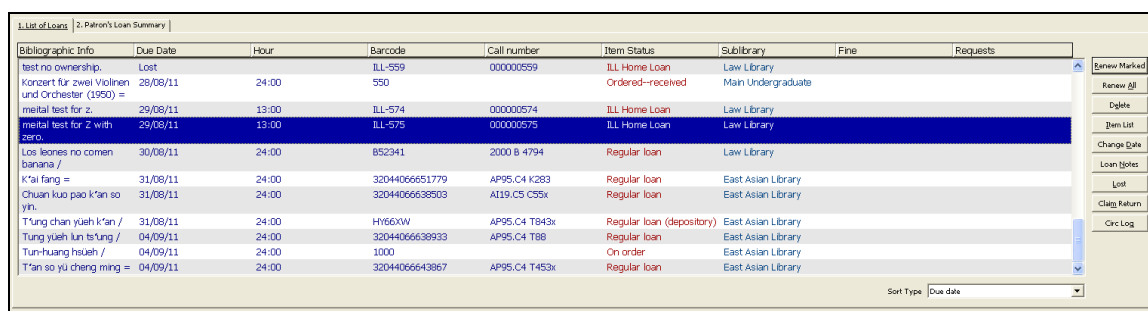 1. List of Loans 2. Patron's Loan Summary
Bibliographic Info Due Date Hour Barcode Call number Item Status Sublibrary Fine Requests
test no ownership. Lost ILL-559 000000559 ILL Home Loan Law Library
Konzert für zwei Violinen 28/08/11 24:00 550 Ordered--received Main Undergraduate
und Orchester (1950) =
meital test for z. 29/08/11 13:00 ILL-574 000000574 ILL Home Loan Law Library
meital test for Z with 29/08/11 13:00 ILL-575 000000575 ILL Home Loan Law Library
zero.
Los leones no comen 30/08/11 24:00 B52341 2000 B 4794 Regular loan Law Library
banana /
Kʻai fang = 31/08/11 24:00 32044066651779 AP95.C4 K283 Regular loan East Asian Library
Chuan kuo pao kʻan so 31/08/11 24:00 32044066638503 AI19.C5 C55x Regular loan East Asian Library
yin.
Tʻung chan yüeh kʻan / 31/08/11 24:00 HY66XW AP95.C4 T843x Regular loan (depository) East Asian Library
Tung yüeh lun tsʻung / 04/09/11 24:00 32044066638933 AP95.C4 T88 Regular loan East Asian Library
Tun-huang hsüeh / 04/09/11 24:00 1000 On order East Asian Library
Tʻan so yü cheng ming = 04/09/11 24:00 32044066643867 AP95.C4 T453x Regular loan East Asian Library
Renew Marked
Renew All
Delete
Item List
Change Date
Loan Notes
Lost
Claim Return
Circ Log
Sort Type Due date